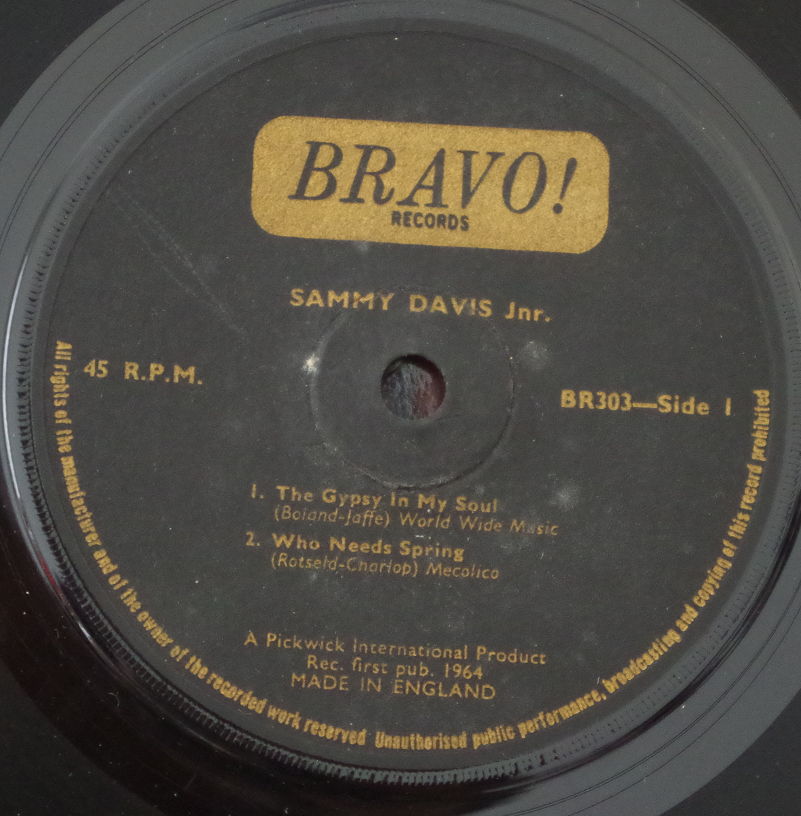 BRAVO!
RECORDS
SAMMY DAVIS Jnr.
45 R.P.M.
BR303—Side 1
1. The Gypsy In My Soul
(Boland-Jaffe) World Wide Music
2. Who Needs Spring
(Rotseld-Charlop) Mecolico
A Pickwick International Product
Rec. first pub. 1964
MADE IN ENGLAND
All rights of the manufacturer and of the owner of the recorded work reserved Unauthorised public performance, broadcasting and copying of this record prohibited